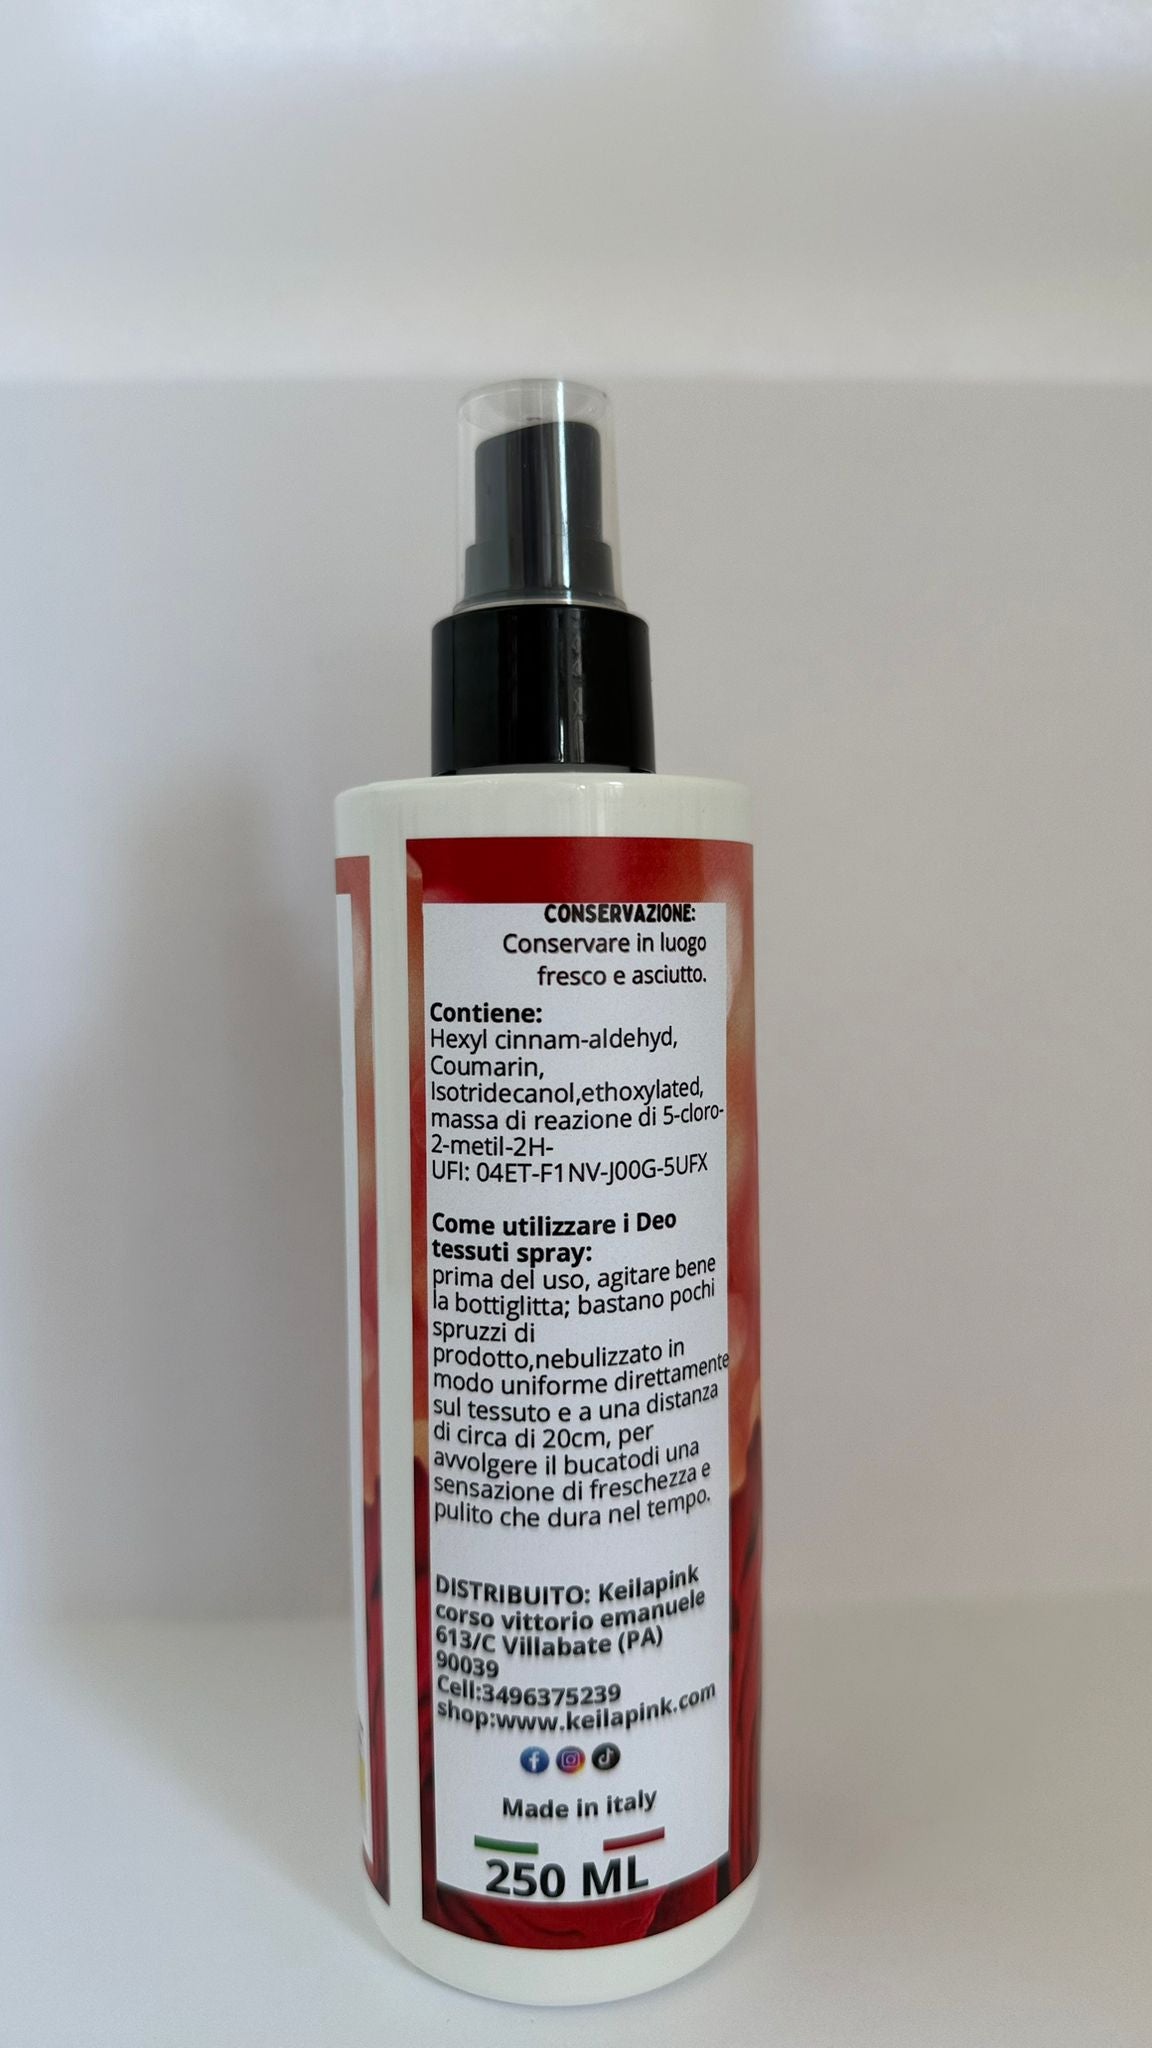 CONSERVAZIONE:
Conservare in luogo
fresco e asciutto.
Contiene:
Hexyl cinnam-aldehyd,
Coumarin,
Isotridecanol,ethoxylated,
massa di reazione di 5-cloro-
2-metil-2H-
UFI: 04ET-F1NV-J00G-5UFX
Come utilizzare i Deo
tessuti spray:
prima del uso, agitare bene
la bottiglitta; bastano pochi
spruzzi di
prodotto,nebulizzato in
modo uniforme direttamente
sul tessuto e a una distanza
di circa di 20cm, per
avvolgere il bucatodi una
sensazione di freschezza e
pulito che dura nel tempo.
DISTRIBUITO: Keilapink
corso vittorio emanuele
613/C Villabate (PA)
90039
Cell:3496375239
shop:www.keilapink.com
Made in italy
250 ML